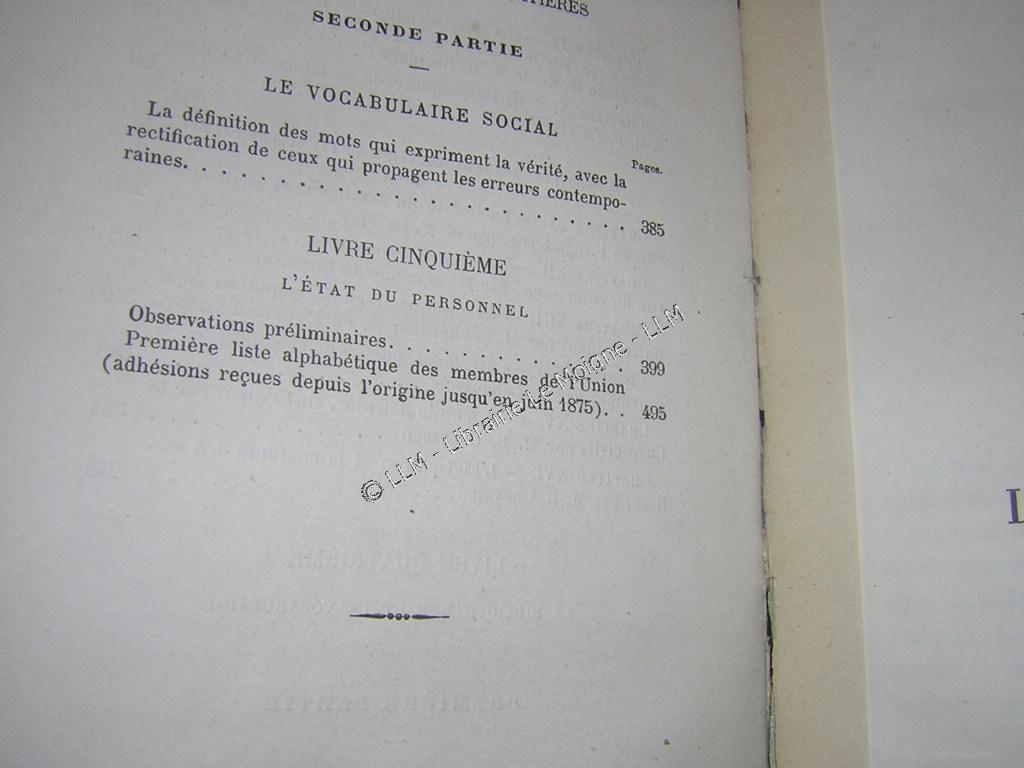 SECONDE PARTIE
LE VOCABULAIRE SOCIAL
Pages.
La définition des mots qui expriment la vérité, avec la
rectification de ceux qui propagent les erreurs contempo-
raines. . . . . . . . . . . . . . . . . . . . . . . 385
LIVRE CINQUIÈME
L'ÉTAT DU PERSONNEL
Observations préliminaires. . . . . . . . . . . . . 399
Première liste alphabétique des membres de l'Union
(adhésions reçues depuis l'origine jusqu'en juin 1875). . 495
© LLM - Librairie Le Moigne - LLM